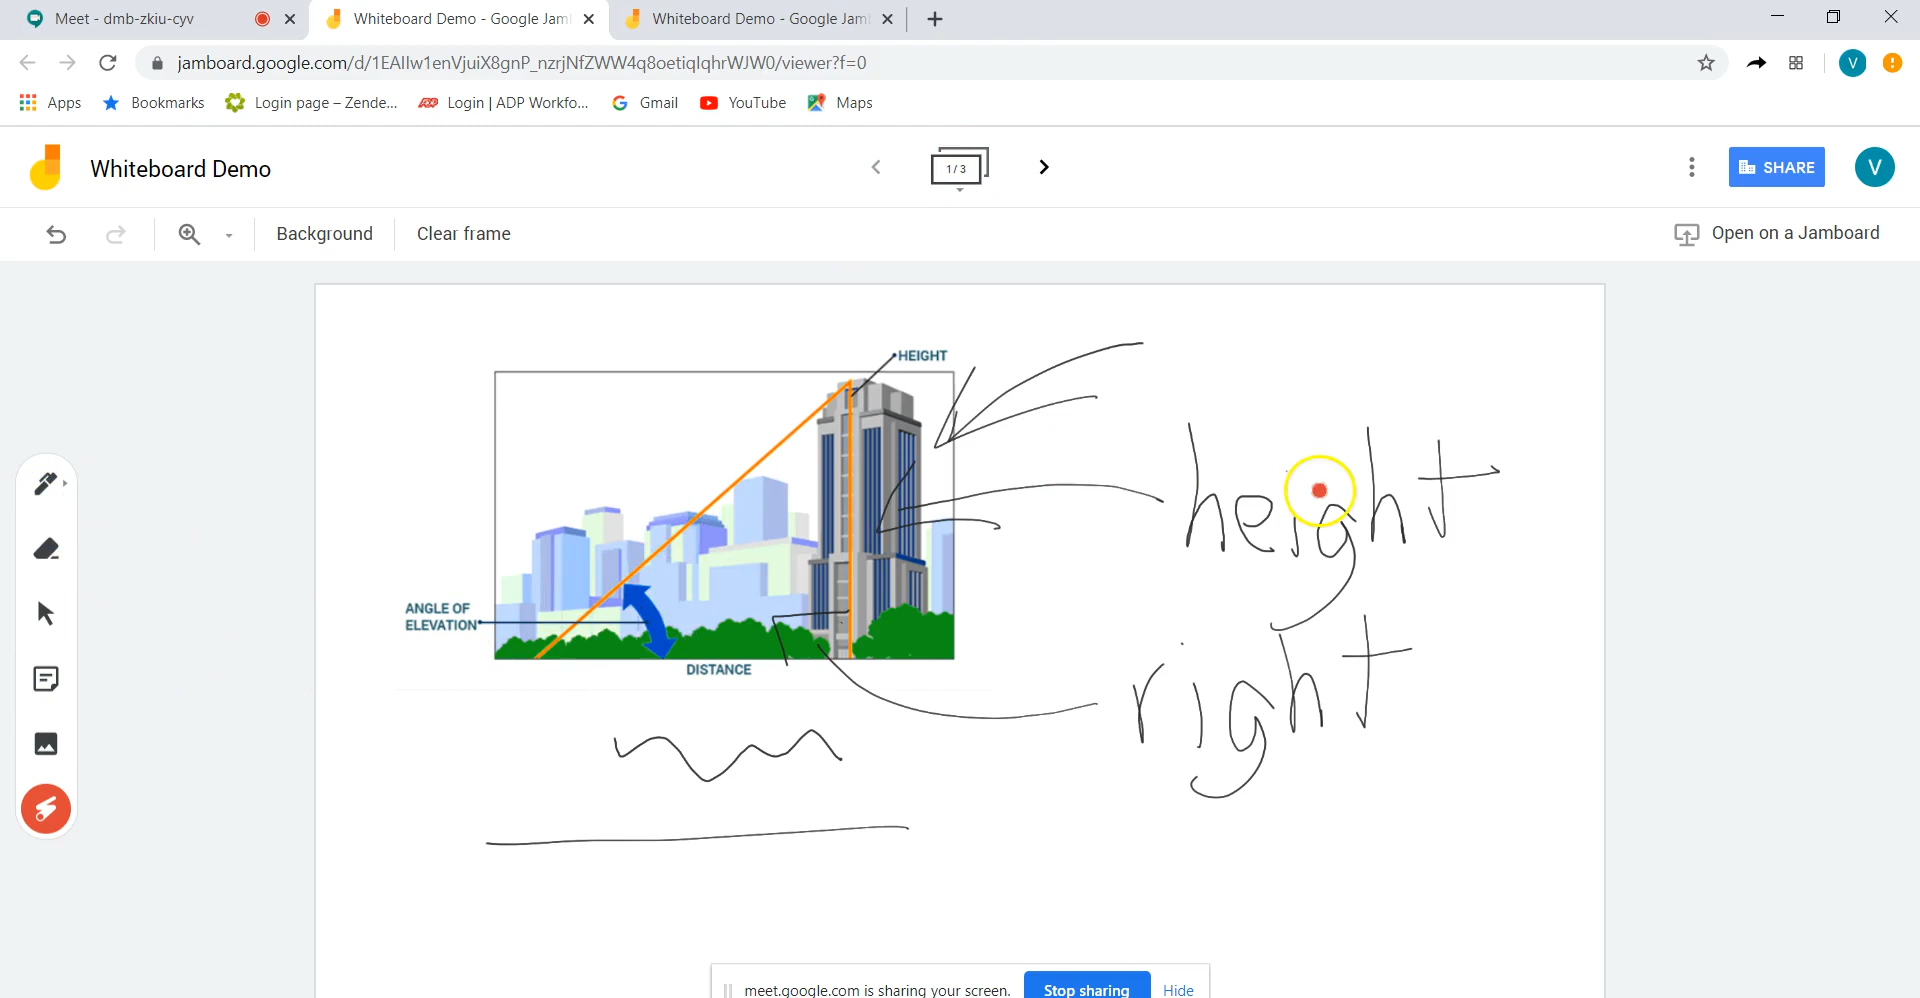 Meet - dmb-zkiu-cyv
Whiteboard Demo - Google Jam
Whiteboard Demo - Google Jam
jamboard.google.com/d/1EAIIw1enVjuiX8gnP_nzrjNfZWW4q8oetiqIqhrWJW0/viewer?f=0
V
Apps
Bookmarks
Login page – Zende...
Login | ADP Workfo...
Gmail
YouTube
Maps
Whiteboard Demo
1 / 3
SHARE
V
Background
Clear frame
Open on a Jamboard
HEIGHT
height
ANGLE OF
ELEVATION
DISTANCE
right
meet.google.com is sharing your screen.
Stop sharing
Hide